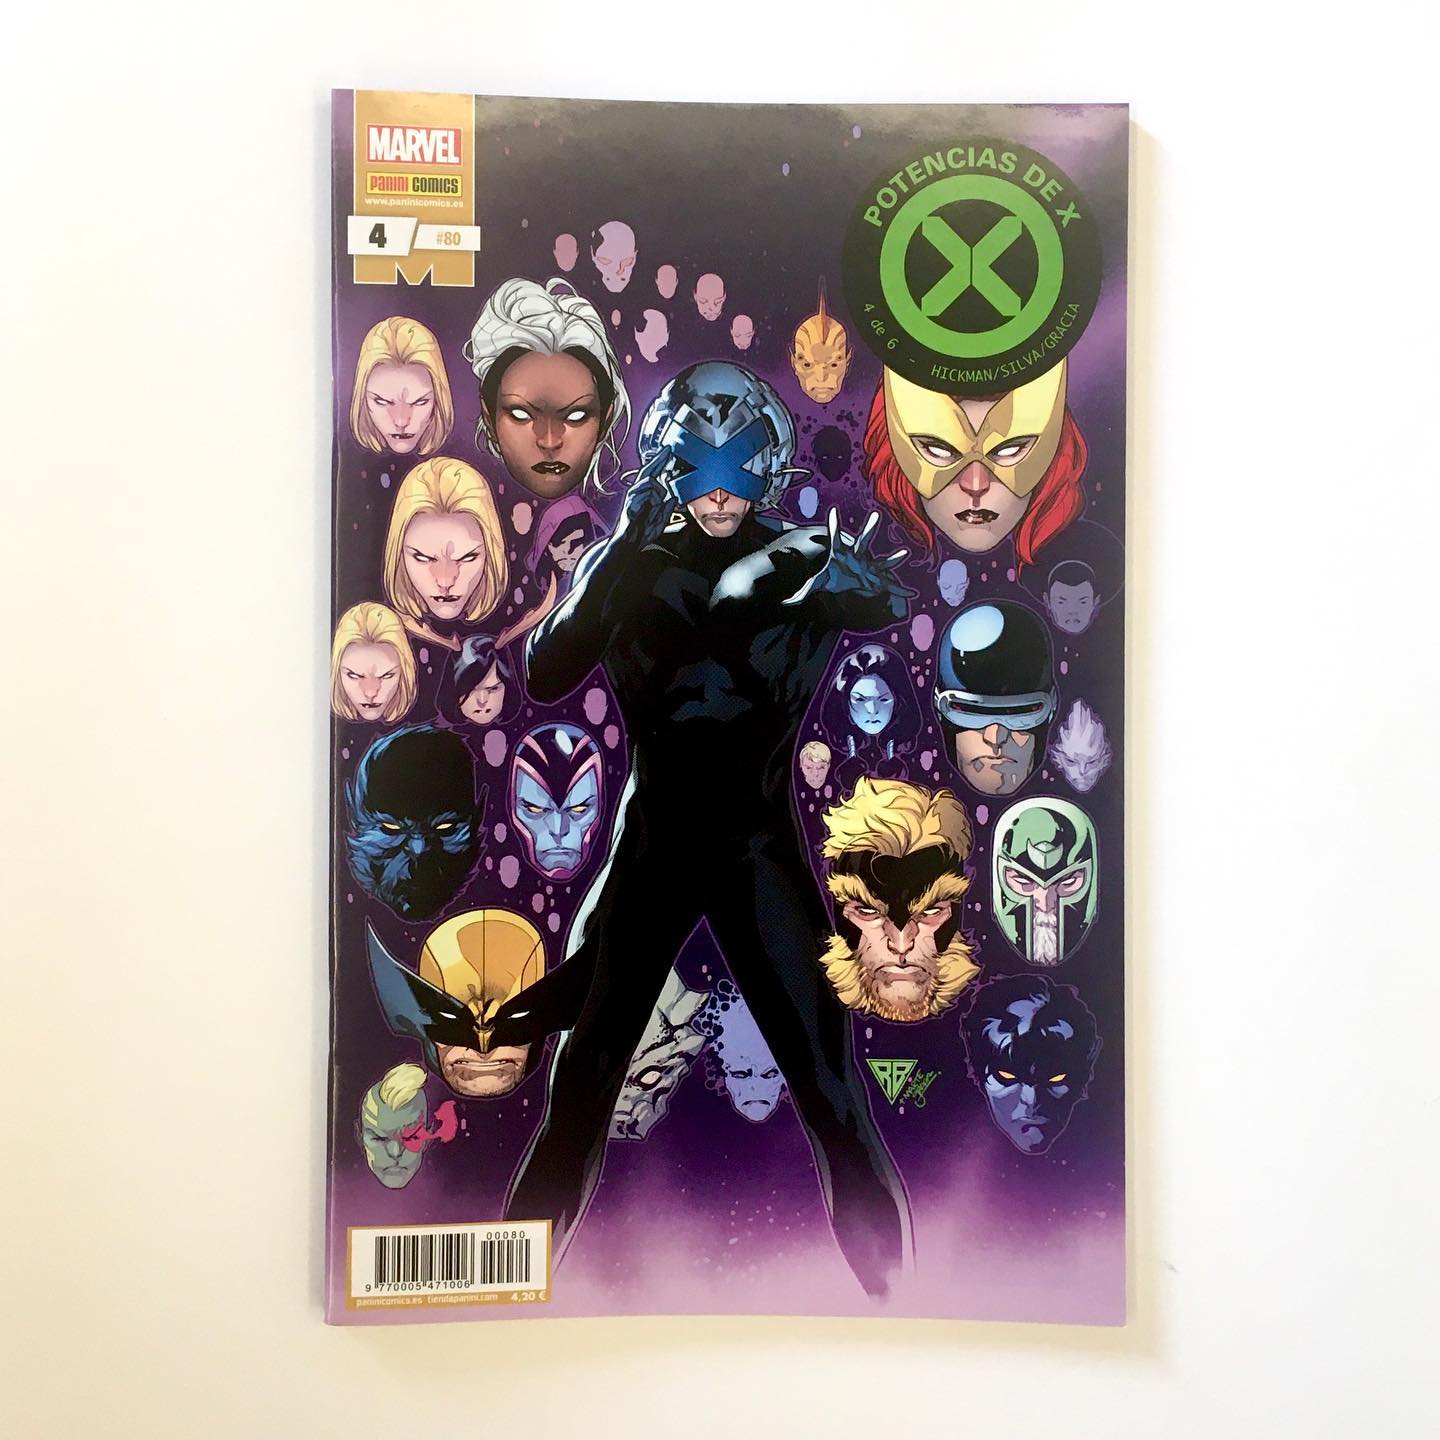 MARVEL
PANINI COMICS
www.paninicomics.es
4 #80
POTENCIAS DE X
4 de 6 - HICKMAN/SILVA/GRACIA
RB
00080
9 770005 471006
paninicomics.es tiendapanini.com 4,20 €